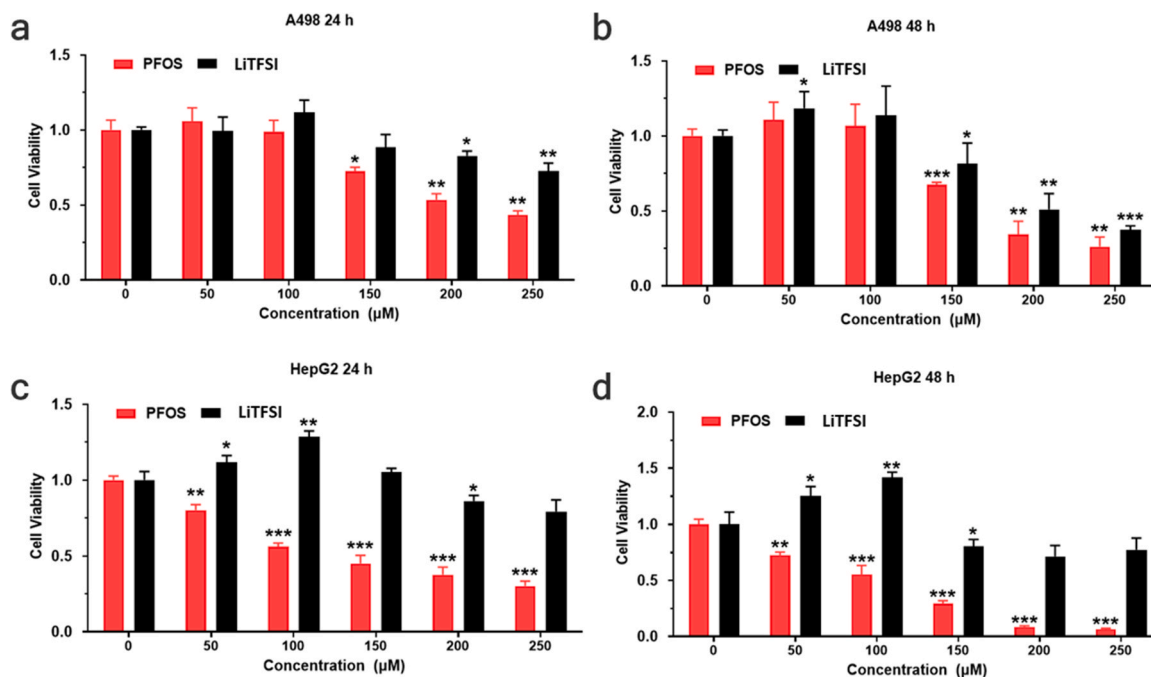 a
A498 24 h
PFOS LiTFSI
Cell Viability
1.5
1.0
0.5
0.0
* ** * ** **
0 50 100 150 200 250
Concentration (µM)
b
A498 48 h
PFOS LiTFSI
Cell Viability
1.5
1.0
0.5
0.0
* *** * ** ** ** ***
0 50 100 150 200 250
Concentration (µM)
c
HepG2 24 h
PFOS LiTFSI
Cell Viability
1.5
1.0
0.5
0.0
** * *** ** *** *** * ***
0 50 100 150 200 250
Concentration (µM)
d
HepG2 48 h
PFOS LiTFSI
Cell Viability
2.0
1.5
1.0
0.5
0.0
** * *** ** *** * *** ***
0 50 100 150 200 250
Concentration (µM)